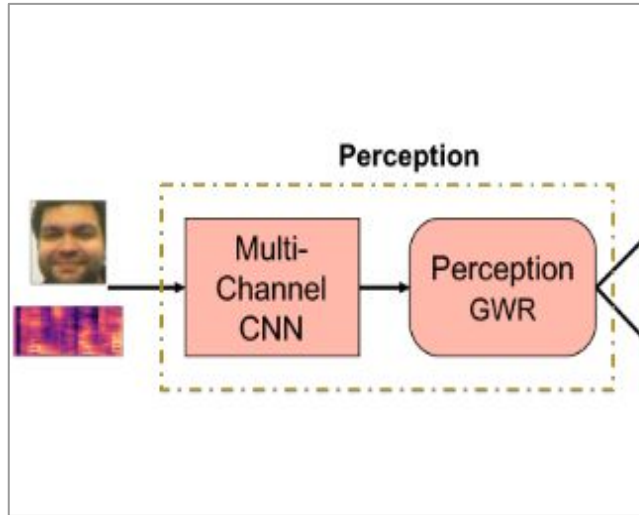 Perception
Multi-
Channel
CNN
Perception
GWR